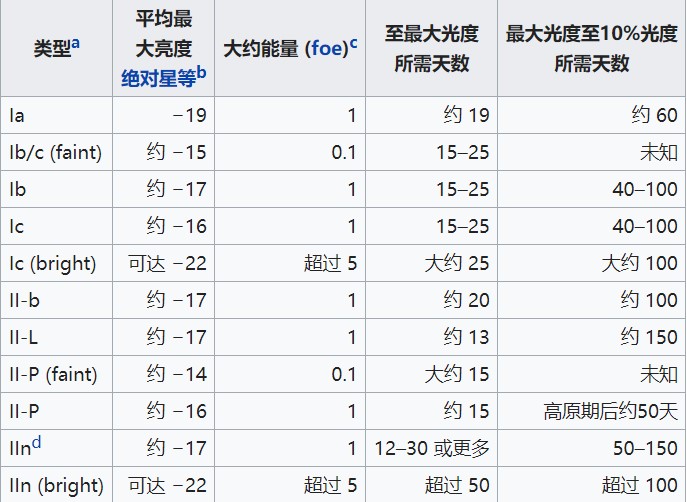 类型a 平均最大亮度绝对星等b 大约能量 (foe)c 至最大光度所需天数 最大光度至10%光度所需天数
Ia −19 1 约 19 约 60
Ib/c (faint) 约 −15 0.1 15–25 未知
Ib 约 −17 1 15–25 40–100
Ic 约 −16 1 15–25 40–100
Ic (bright) 可达 −22 超过 5 大约 25 大约 100
II-b 约 −17 1 约 20 约 100
II-L 约 −17 1 约 13 约 150
II-P (faint) 约 −14 0.1 大约 15 未知
II-P 约 −16 1 约 15 高原期后约50天
IInd 约 −17 1 12–30 或更多 50–150
IIn (bright) 可达 −22 超过 5 超过 50 超过 100